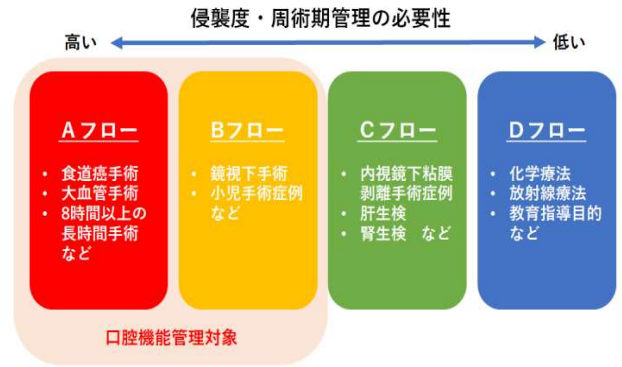 侵襲度・周術期管理の必要性
高い
低い
Aフロー
• 食道癌手術
• 大血管手術
• 8時間以上の
長時間手術
など
Bフロー
• 鏡視下手術
• 小児手術症例
など
Cフロー
• 内視鏡下粘膜
剥離手術症例
• 肝生検
• 腎生検 など
Dフロー
• 化学療法
• 放射線療法
• 教育指導目的
など
口腔機能管理対象